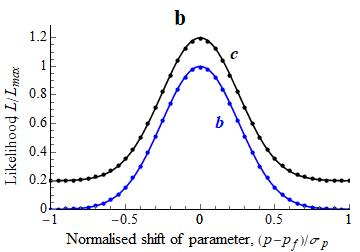 b
1.2
1
0.8
0.6
0.4
0.2
0
Likelihood L/Lmax
c
b
-1
-0.5
0
0.5
1
Normalised shift of parameter, (p-pf)/σp